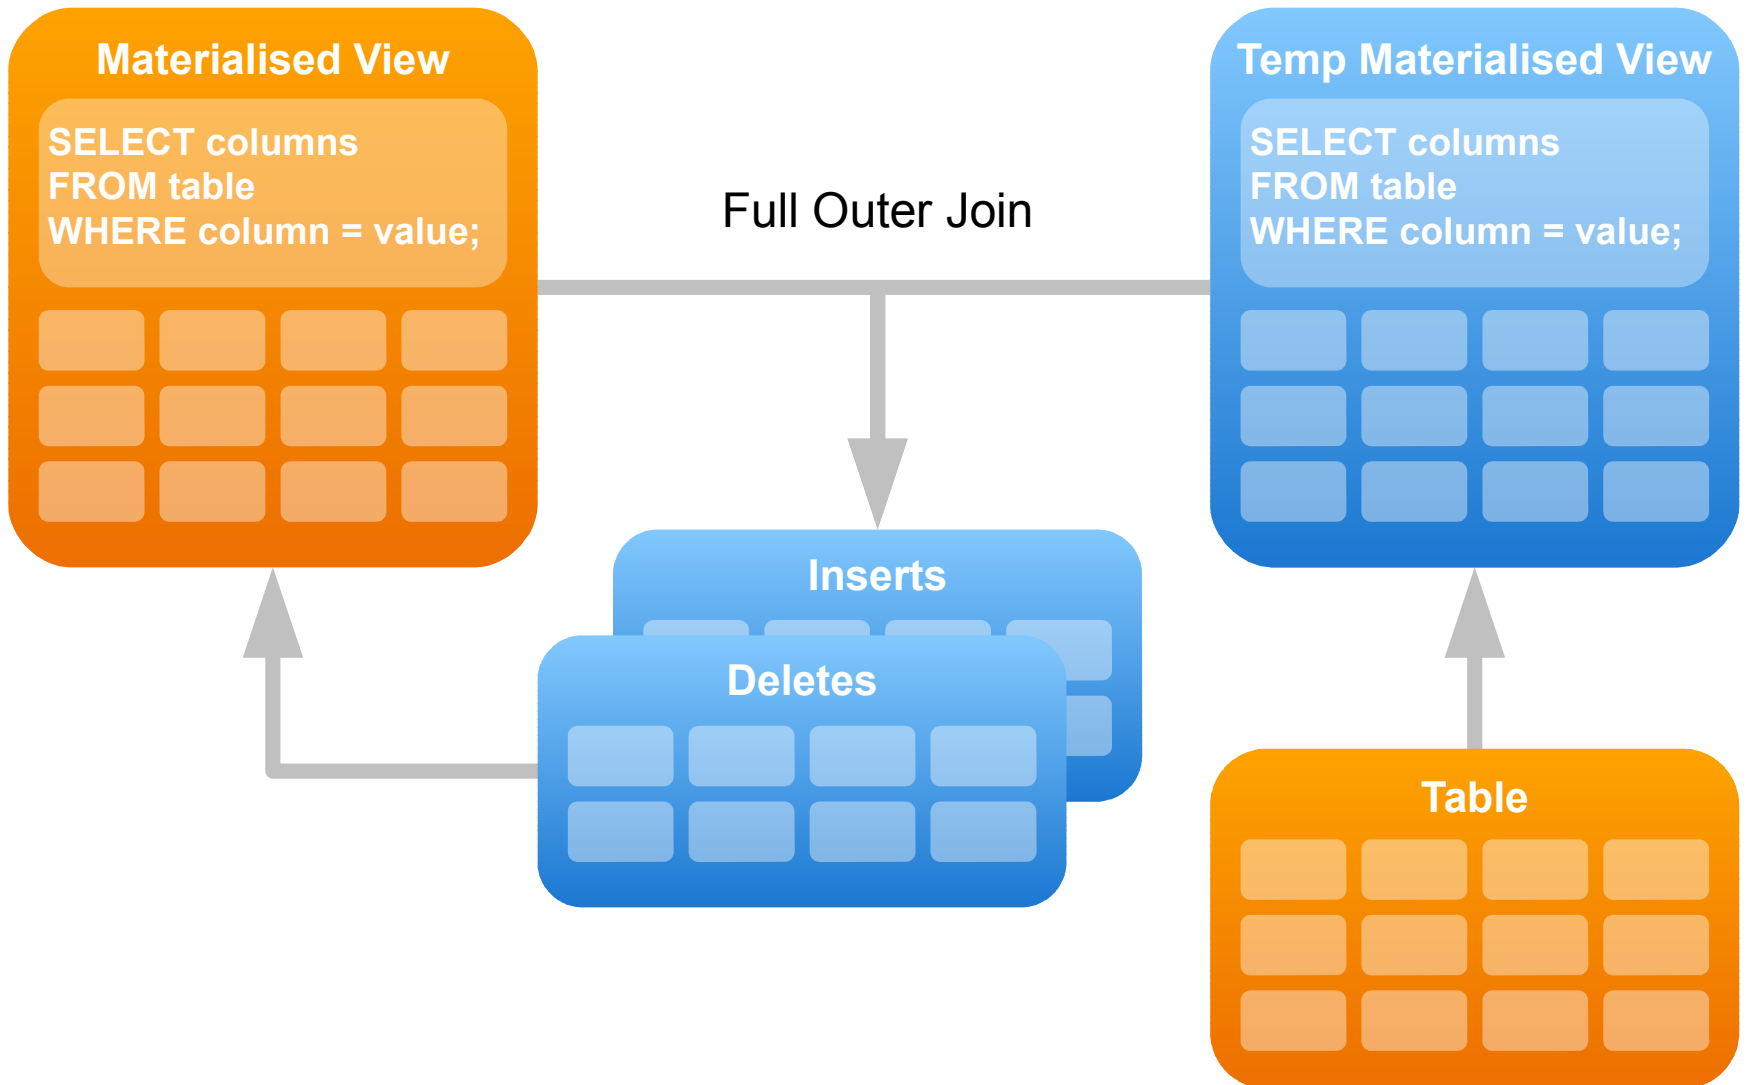 Materialised View
SELECT columns
FROM table
WHERE column = value;
Full Outer Join
Temp Materialised View
SELECT columns
FROM table
WHERE column = value;
Inserts
Deletes
Table